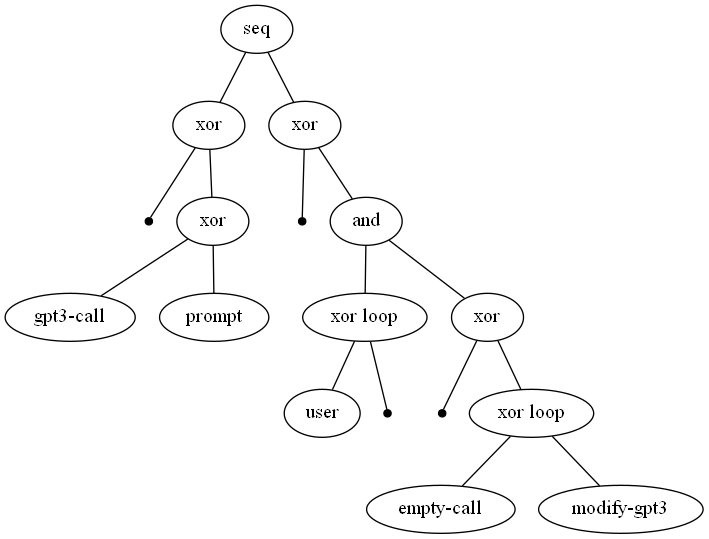 seq
xor
xor
xor
and
gpt3-call
prompt
xor loop
xor
user
xor loop
empty-call
modify-gpt3